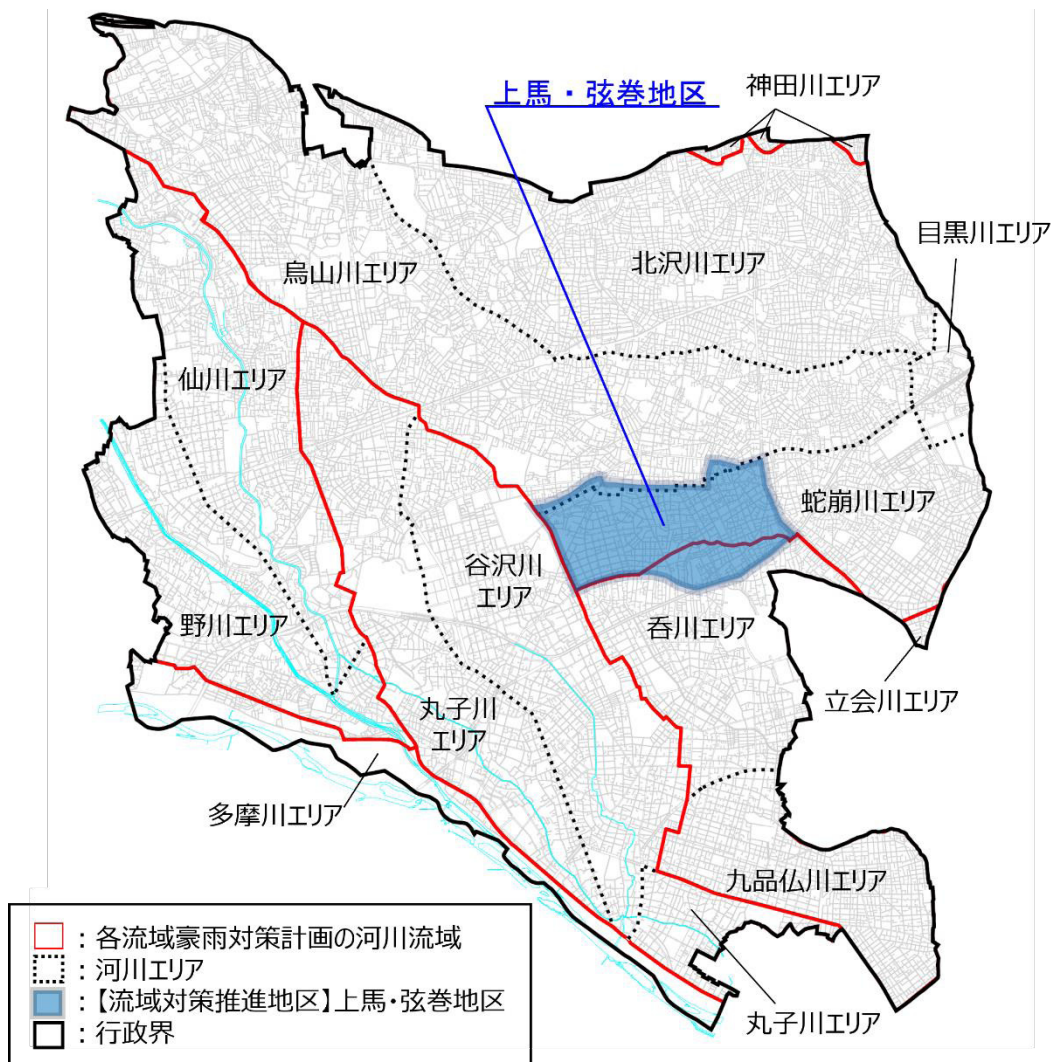 上馬・弦巻地区
神田川エリア
目黒川エリア
北沢川エリア
烏山川エリア
仙川エリア
蛇崩川エリア
谷沢川
エリア
野川エリア
呑川エリア
立会川エリア
丸子川
エリア
多摩川エリア
九品仏川エリア
丸子川エリア
：各流域豪雨対策計画の河川流域
：河川エリア
：【流域対策推進地区】上馬・弦巻地区
：行政界